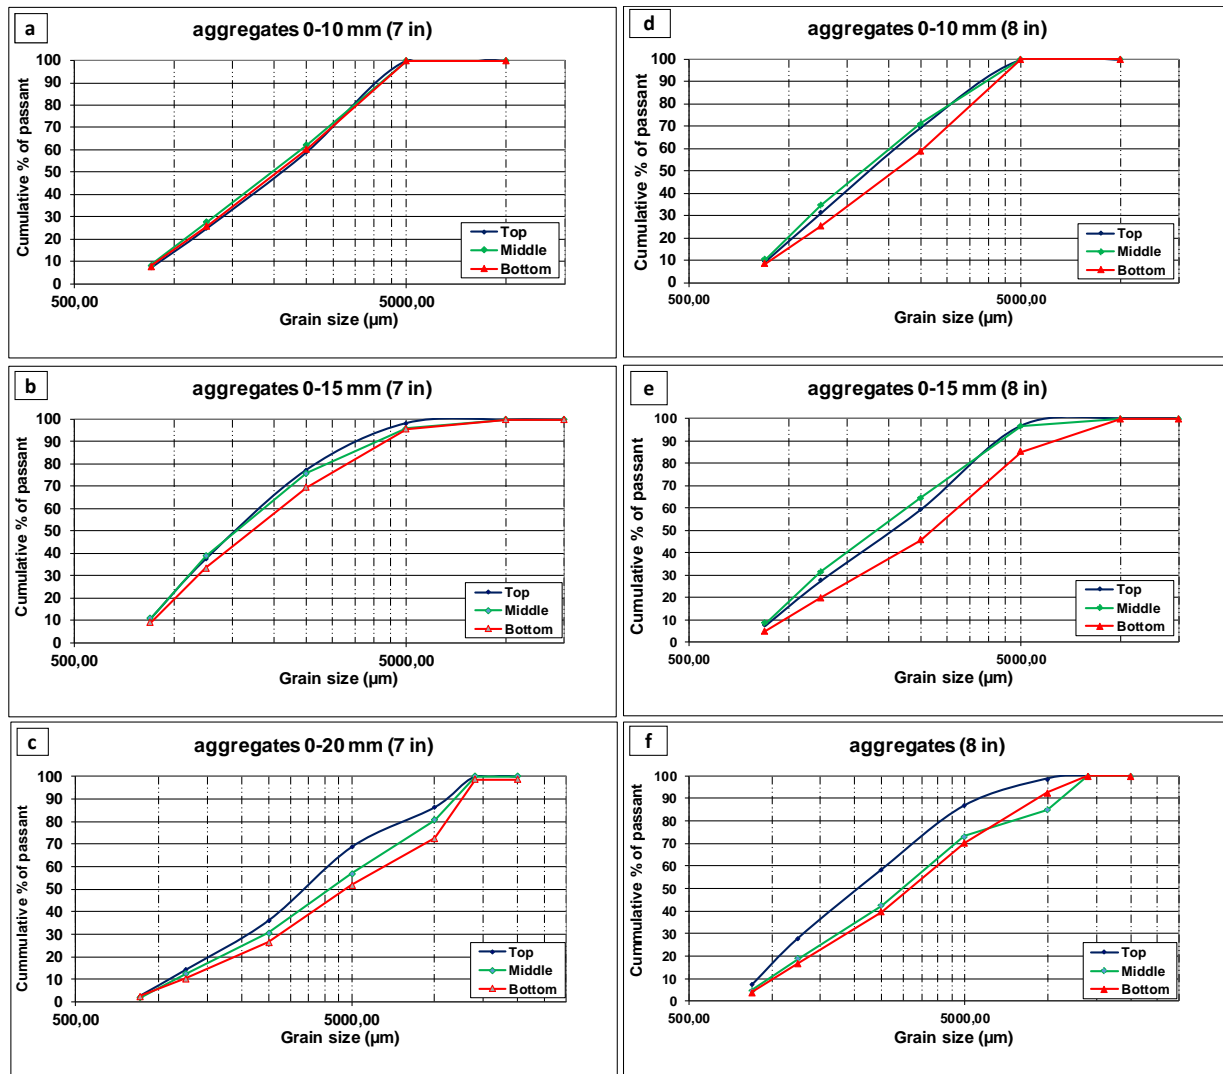 a
aggregates 0-10 mm (7 in)
Cumulative % of passant
100
90
80
70
60
50
40
30
20
10
0
Top
Middle
Bottom
500,00
5000,00
Grain size (µm)
d
aggregates 0-10 mm (8 in)
Cumulative % of passant
100
90
80
70
60
50
40
30
20
10
0
Top
Middle
Bottom
500,00
5000,00
Grain size (µm)
b
aggregates 0-15 mm (7 in)
Cumulative % of passant
100
90
80
70
60
50
40
30
20
10
0
Top
Middle
Bottom
500,00
5000,00
Grain size (µm)
e
aggregates 0-15 mm (8 in)
Cumulative % of passant
100
90
80
70
60
50
40
30
20
10
0
Top
Middle
Bottom
500,00
5000,00
Grain size (µm)
c
aggregates 0-20 mm (7 in)
Cummulative % of passant
100
90
80
70
60
50
40
30
20
10
0
Top
Middle
Bottom
500,00
5000,00
Grain size (µm)
f
aggregates (8 in)
Cummulative % of passant
100
90
80
70
60
50
40
30
20
10
0
Top
Middle
Bottom
500,00
5000,00
Grain size (µm)